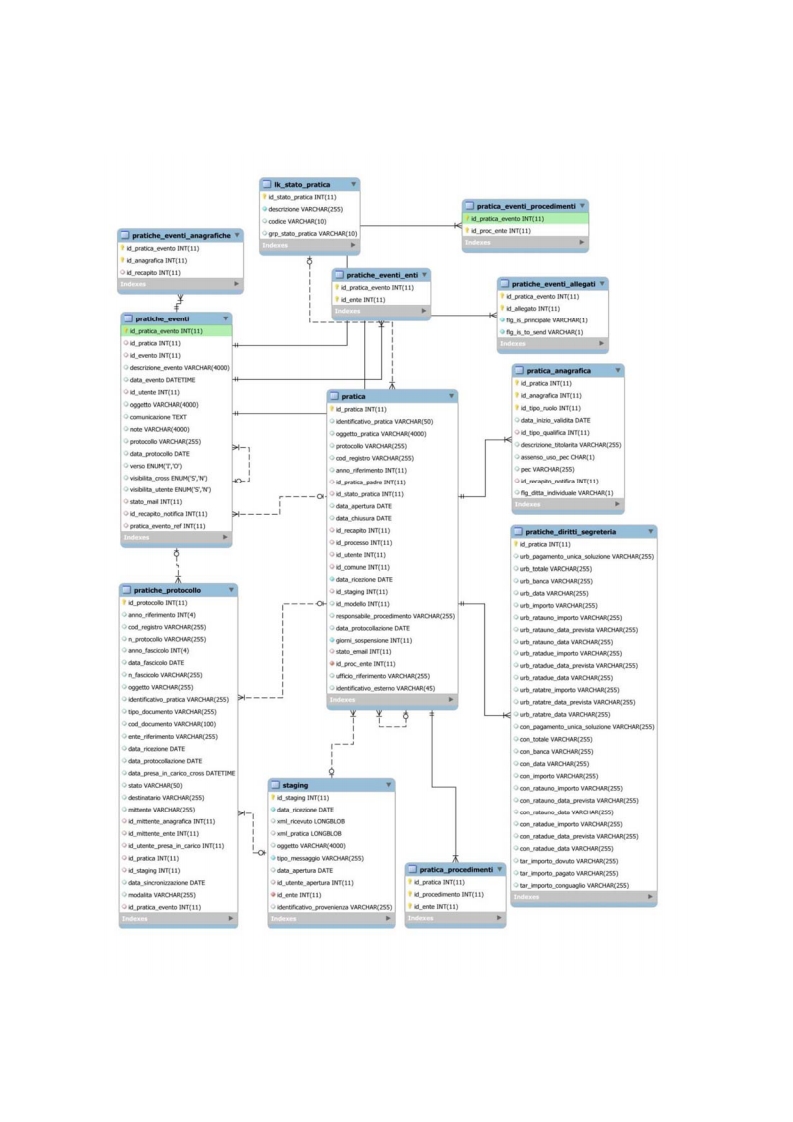 lk_stato_pratica
id_stato_pratica INT(11)
descrizione VARCHAR(255)
codice VARCHAR(10)
grp_stato_pratica VARCHAR(10)
Indexes
pratica_eventi_procedimenti
id_pratica_evento INT(11)
id_proc_ente INT(11)
Indexes
pratiche_eventi_anagrafiche
id_pratica_evento INT(11)
id_anagrafica INT(11)
id_recapito INT(11)
Indexes
pratiche_eventi_enti
id_pratica_evento INT(11)
id_ente INT(11)
Indexes
pratiche_eventi_allegati
id_pratica_evento INT(11)
id_allegato INT(11)
flg_is_principale VARCHAR(1)
flg_is_to_send VARCHAR(1)
Indexes
pratiche_eventi
id_pratica_evento INT(11)
id_pratica INT(11)
id_evento INT(11)
descrizione_evento VARCHAR(4000)
data_evento DATETIME
id_utente INT(11)
oggetto VARCHAR(4000)
comunicazione TEXT
note VARCHAR(4000)
protocollo VARCHAR(255)
data_protocollo DATE
verso ENUM('I','O')
visibilita_cross ENUM('S','N')
visibilita_utente ENUM('S','N')
stato_mail INT(11)
id_recapito_notifica INT(11)
pratica_evento_ref INT(11)
Indexes
pratica
id_pratica INT(11)
identificativo_pratica VARCHAR(50)
oggetto_pratica VARCHAR(4000)
protocollo VARCHAR(255)
cod_registro VARCHAR(255)
anno_riferimento INT(11)
id_pratica_padre INT(11)
id_stato_pratica INT(11)
data_apertura DATE
data_chiusura DATE
id_recapito INT(11)
id_processo INT(11)
id_utente INT(11)
id_comune INT(11)
data_ricezione DATE
id_staging INT(11)
id_modello INT(11)
responsabile_procedimento VARCHAR(255)
data_protocollazione DATE
giorni_sospensione INT(11)
stato_email INT(11)
id_proc_ente INT(11)
ufficio_riferimento VARCHAR(255)
identificativo_esterno VARCHAR(45)
Indexes
pratica_anagrafica
id_pratica INT(11)
id_anagrafica INT(11)
id_tipo_ruolo INT(11)
data_inizio_validita DATE
id_tipo_qualifica INT(11)
descrizione_titolarita VARCHAR(255)
assenso_uso_pec CHAR(1)
pec VARCHAR(255)
id_recapito_notifica INT(11)
flg_ditta_individuale VARCHAR(1)
Indexes
pratiche_diritti_segreteria
id_pratica INT(11)
urb_pagamento_unica_soluzione VARCHAR(255)
urb_totale VARCHAR(255)
urb_banca VARCHAR(255)
urb_data VARCHAR(255)
urb_importo VARCHAR(255)
urb_ratauno_importo VARCHAR(255)
urb_ratauno_data_prevista VARCHAR(255)
urb_ratauno_data VARCHAR(255)
urb_ratadue_importo VARCHAR(255)
urb_ratadue_data_prevista VARCHAR(255)
urb_ratadue_data VARCHAR(255)
urb_ratatre_importo VARCHAR(255)
urb_ratatre_data_prevista VARCHAR(255)
urb_ratatre_data VARCHAR(255)
con_pagamento_unica_soluzione VARCHAR(255)
con_totale VARCHAR(255)
con_banca VARCHAR(255)
con_data VARCHAR(255)
con_importo VARCHAR(255)
con_ratauno_importo VARCHAR(255)
con_ratauno_data_prevista VARCHAR(255)
con_ratauno_data VARCHAR(255)
con_ratadue_importo VARCHAR(255)
con_ratadue_data_prevista VARCHAR(255)
con_ratadue_data VARCHAR(255)
tar_importo_dovuto VARCHAR(255)
tar_importo_pagato VARCHAR(255)
tar_importo_conguaglio VARCHAR(255)
Indexes
pratiche_protocollo
id_protocollo INT(11)
anno_riferimento INT(4)
cod_registro VARCHAR(255)
n_protocollo VARCHAR(255)
anno_fascicolo INT(4)
data_fascicolo DATE
n_fascicolo VARCHAR(255)
oggetto VARCHAR(255)
identificativo_pratica VARCHAR(255)
tipo_documento VARCHAR(255)
cod_documento VARCHAR(100)
ente_riferimento VARCHAR(255)
data_ricezione DATE
data_protocollazione DATE
data_presa_in_carico_cross DATETIME
stato VARCHAR(50)
destinatario VARCHAR(255)
mittente VARCHAR(255)
id_mittente_anagrafica INT(11)
id_mittente_ente INT(11)
id_utente_presa_in_carico INT(11)
id_pratica INT(11)
id_staging INT(11)
data_sincronizzazione DATE
modalita VARCHAR(255)
id_pratica_evento INT(11)
Indexes
staging
id_staging INT(11)
data_ricezione DATE
xml_ricevuto LONGBLOB
xml_pratica LONGBLOB
oggetto VARCHAR(4000)
tipo_messaggio VARCHAR(255)
data_apertura DATE
id_utente_apertura INT(11)
id_ente INT(11)
identificativo_provenienza VARCHAR(255)
Indexes
pratica_procedimenti
id_pratica INT(11)
id_procedimento INT(11)
id_ente INT(11)
Indexes